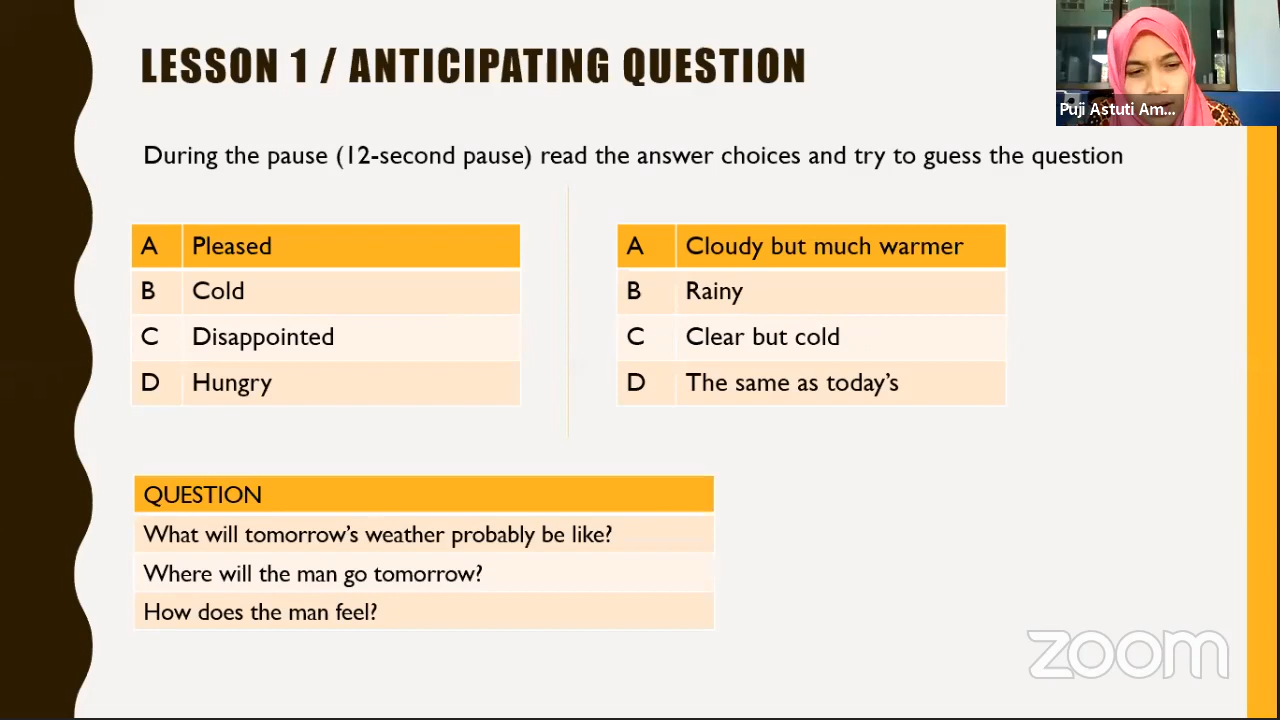 LESSON 1 / ANTICIPATING QUESTION
Puji Astuti Am...
During the pause (12-second pause) read the answer choices and try to guess the question
A Pleased
B Cold
C Disappointed
D Hungry
A Cloudy but much warmer
B Rainy
C Clear but cold
D The same as today's
QUESTION
What will tomorrow's weather probably be like?
Where will the man go tomorrow?
How does the man feel?
zoom